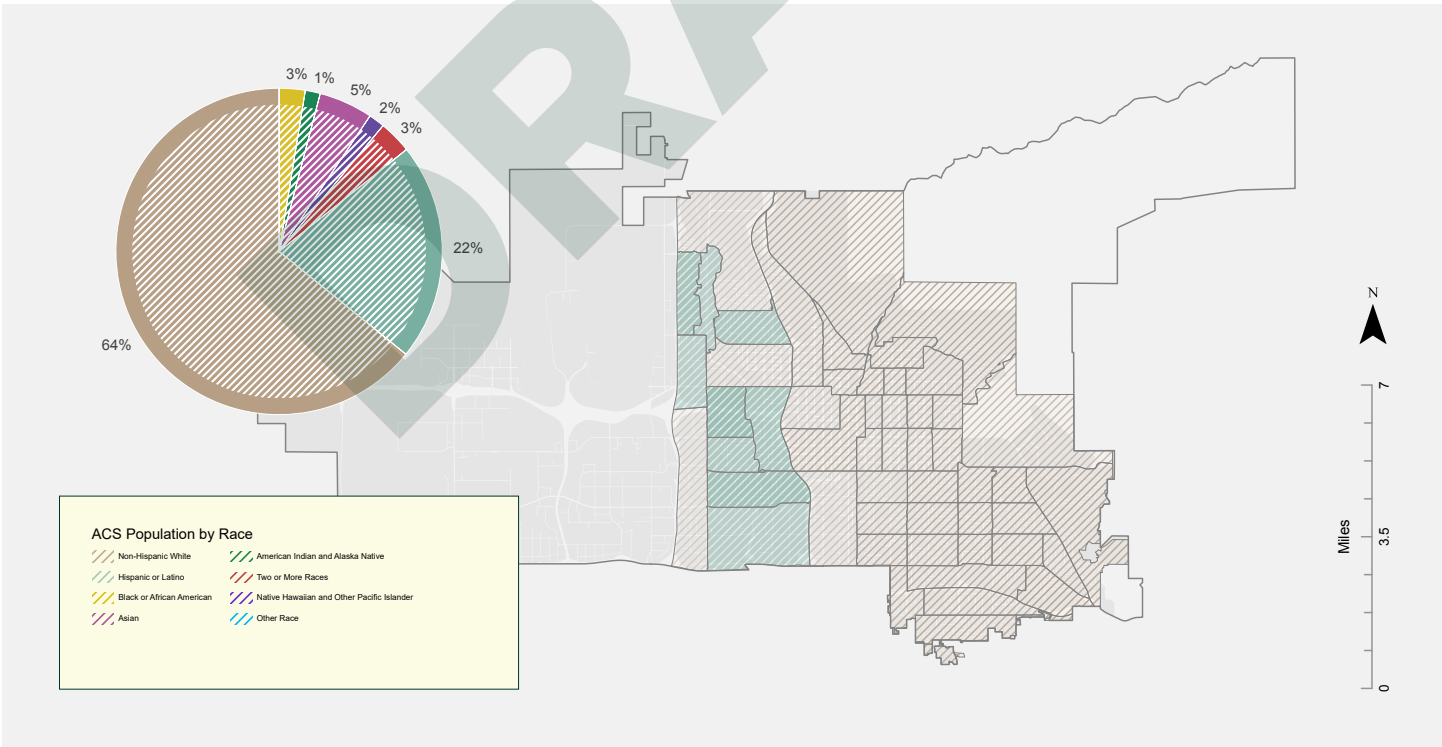 DRA
3%
1%
5%
2%
3%
22%
64%
N
7
3.5
0
Miles
ACS Population by Race
Non-Hispanic White
Hispanic or Latino
Black or African American
Asian
American Indian and Alaska Native
Two or More Races
Native Hawaiian and Other Pacific Islander
Other Race